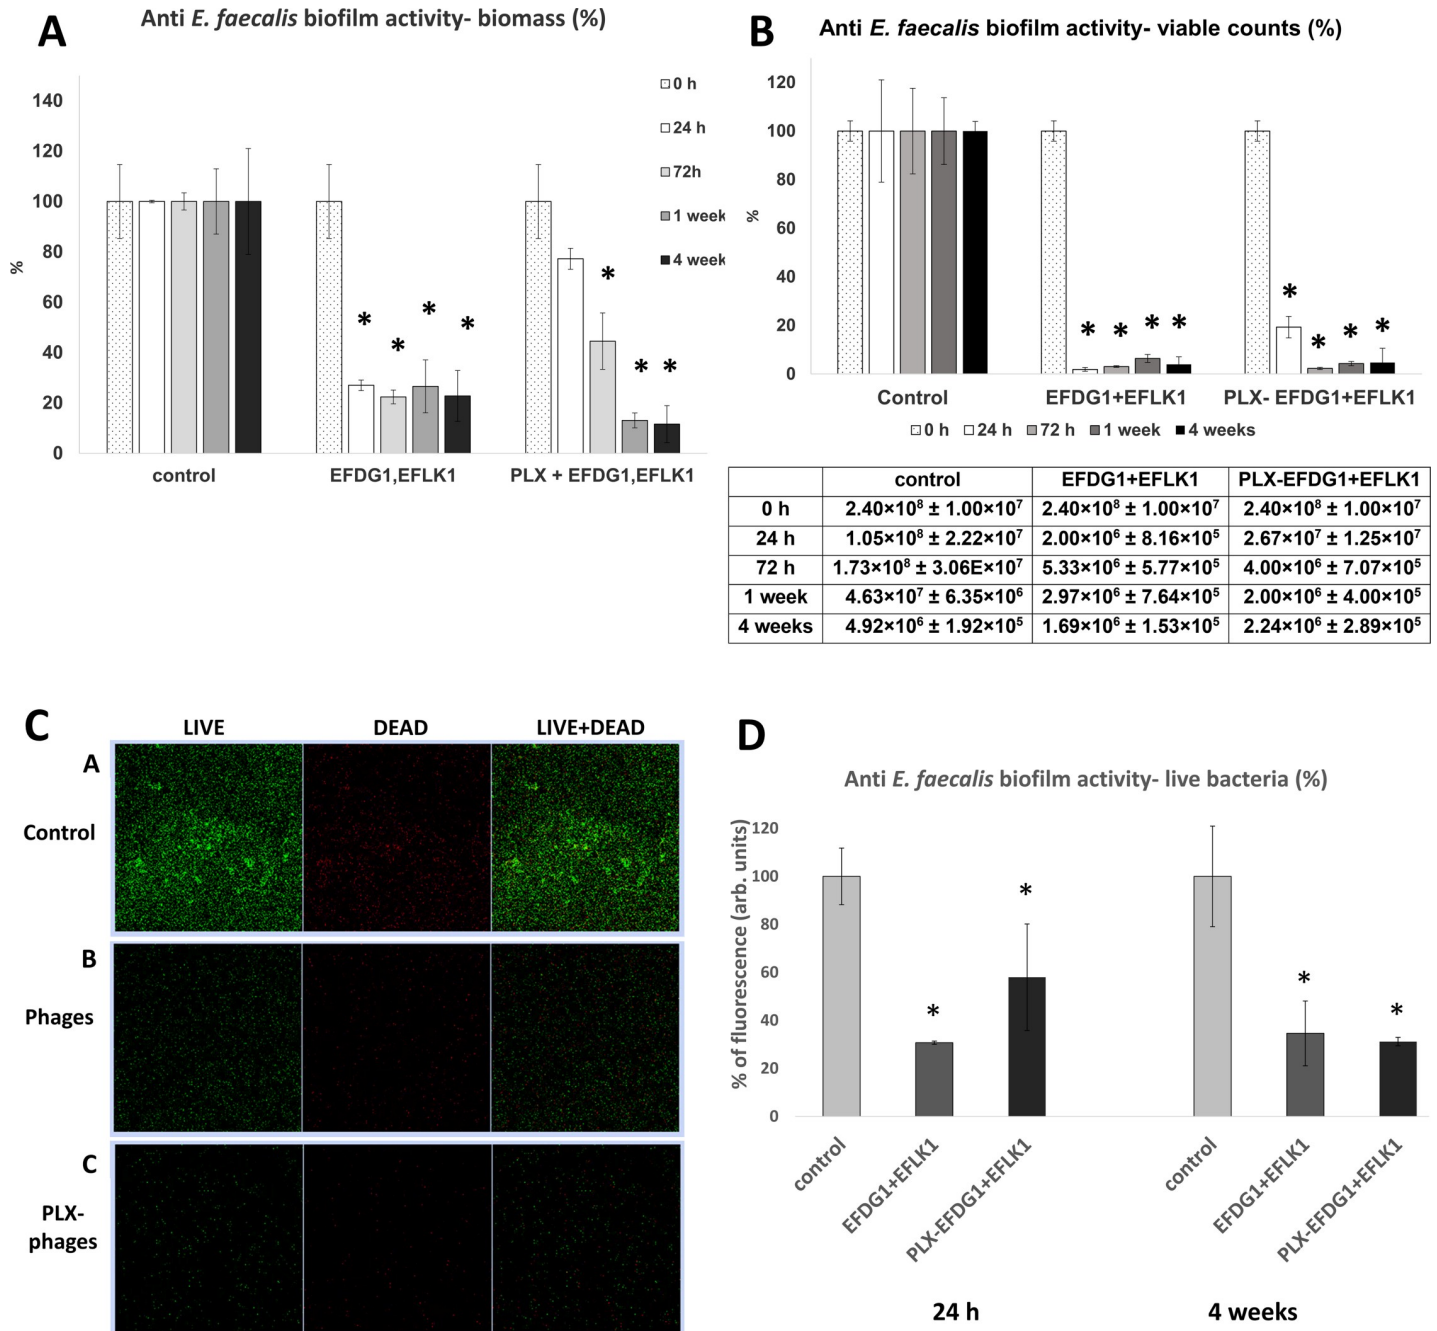 A
Anti E. faecalis biofilm activity- biomass (%)
140
120
100
80
60
40
20
0
%
0 h
24 h
72h
1 week
4 week
* * * *
* * *
control
EFDG1,EFLK1
PLX + EFDG1,EFLK1
B
Anti E. faecalis biofilm activity- viable counts (%)
120
100
80
60
40
20
0
%
* * * *
* * * *
Control
EFDG1+EFLK1
PLX- EFDG1+EFLK1
0 h 24 h 72 h 1 week 4 weeks
control EFDG1+EFLK1 PLX-EFDG1+EFLK1
0 h 2.40×10⁸ ± 1.00×10⁷ 2.40×10⁸ ± 1.00×10⁷ 2.40×10⁸ ± 1.00×10⁷
24 h 1.05×10⁸ ± 2.22×10⁷ 2.00×10⁶ ± 8.16×10⁵ 2.67×10⁷ ± 1.25×10⁷
72 h 1.73×10⁸ ± 3.06E×10⁷ 5.33×10⁶ ± 5.77×10⁵ 4.00×10⁶ ± 7.07×10⁵
1 week 4.63×10⁷ ± 6.35×10⁶ 2.97×10⁶ ± 7.64×10⁵ 2.00×10⁶ ± 4.00×10⁵
4 weeks 4.92×10⁶ ± 1.92×10⁵ 1.69×10⁶ ± 1.53×10⁵ 2.24×10⁶ ± 2.89×10⁵
C
LIVE DEAD LIVE+DEAD
A
Control
B
Phages
C
PLX-
phages
D
Anti E. faecalis biofilm activity- live bacteria (%)
% of fluorescence (arb. units)
120
100
80
60
40
20
0
* *
* *
control
EFDG1+EFLK1
PLX-EFDG1+EFLK1
control
EFDG1+EFLK1
PLX-EFDG1+EFLK1
24 h
4 weeks